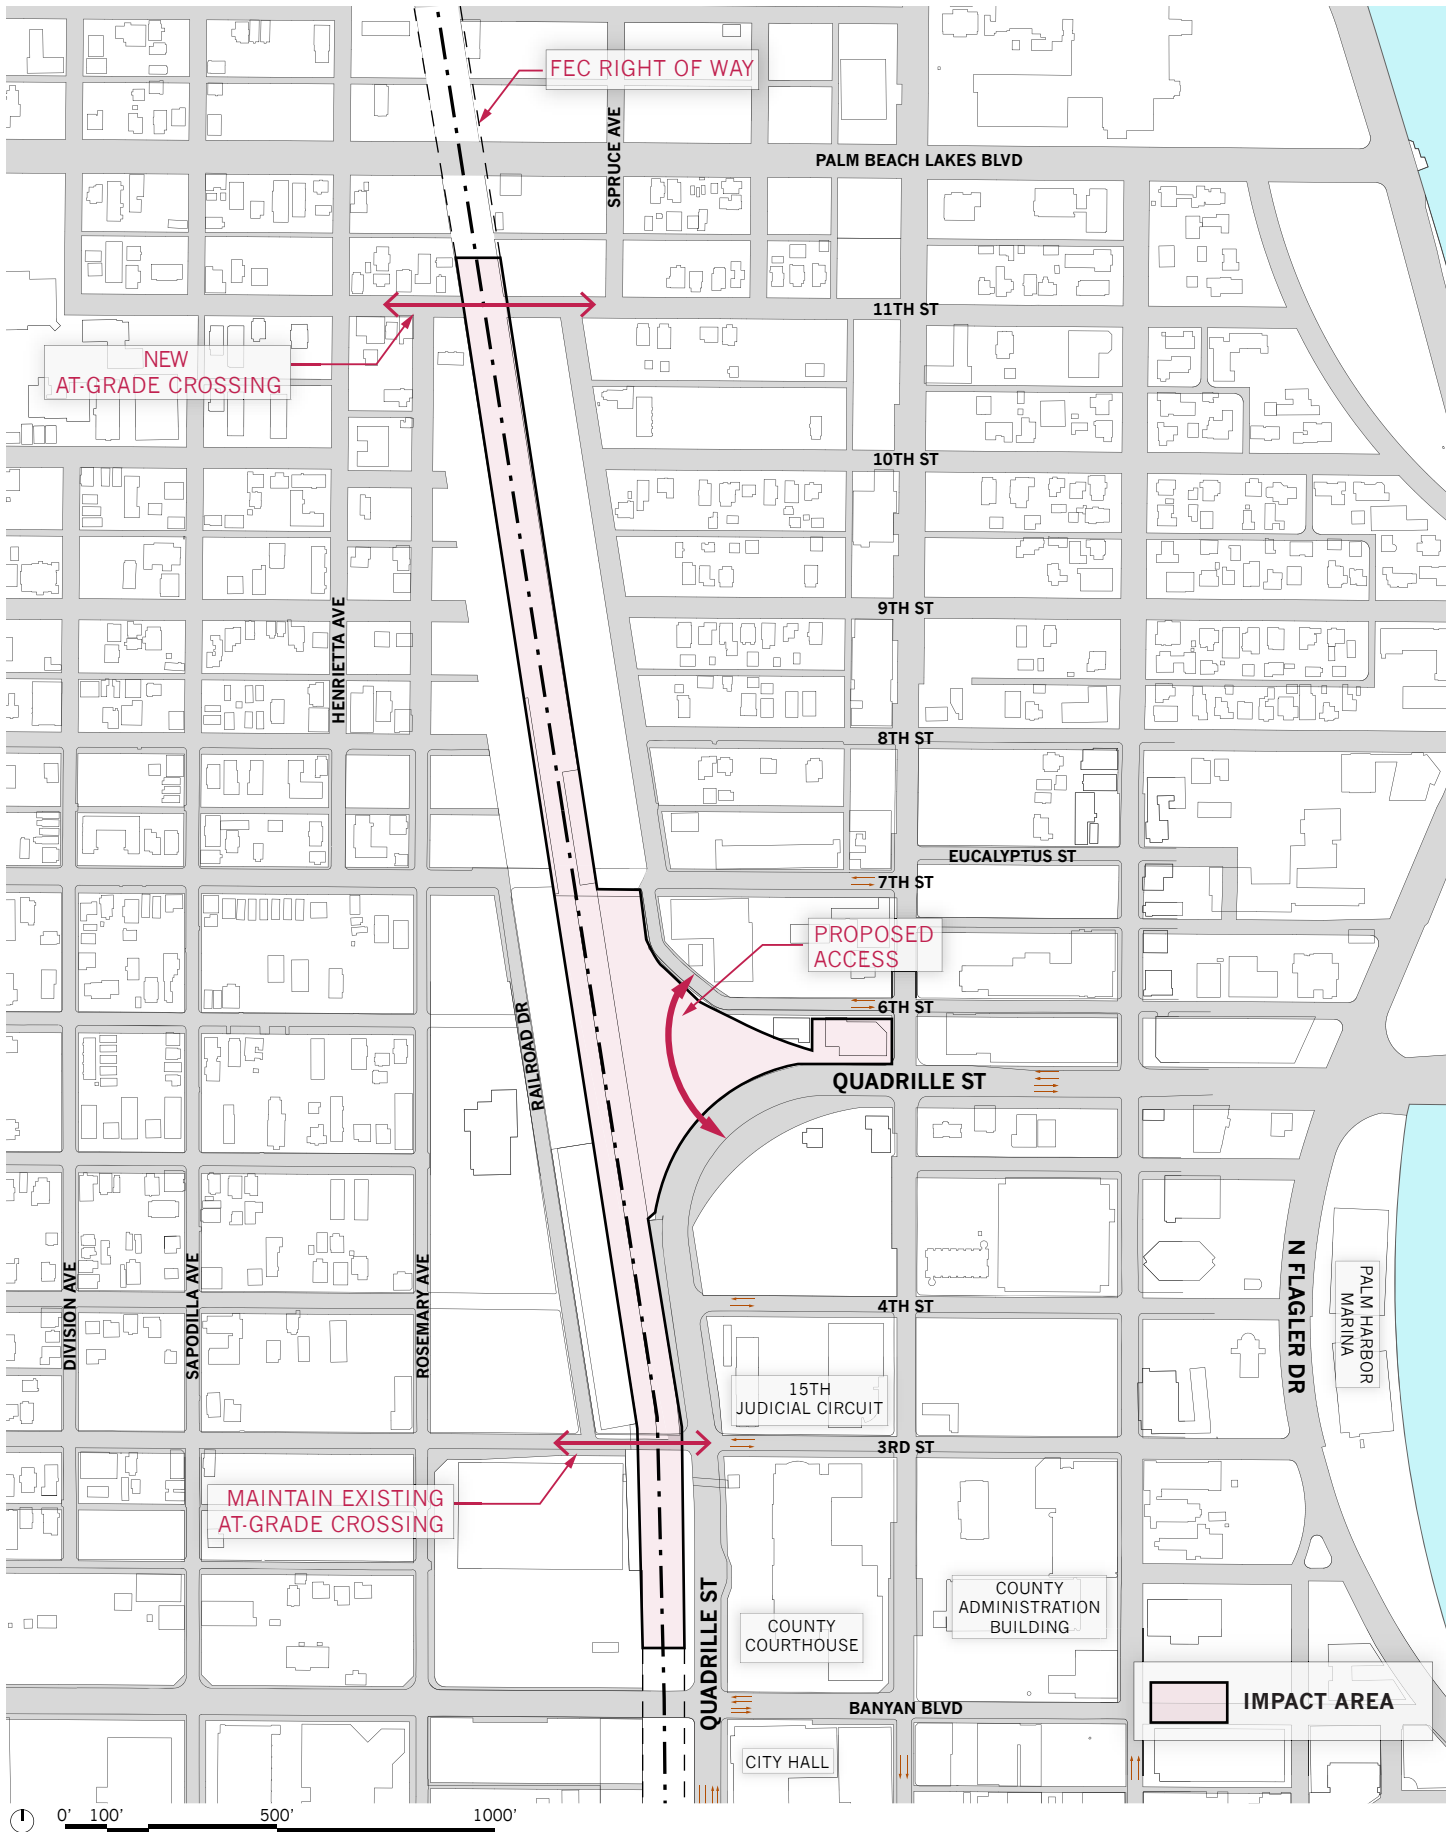 FEC RIGHT OF WAY
SPRUCE AVE
PALM BEACH LAKES BLVD
11TH ST
NEW
AT-GRADE CROSSING
10TH ST
9TH ST
HENRIETTA AVE
8TH ST
EUCALYPTUS ST
7TH ST
PROPOSED
ACCESS
6TH ST
RAILROAD DR
QUADRILLE ST
DIVISION AVE
SAPODILLA AVE
ROSEMARY AVE
4TH ST
N FLAGLER DR
PALM HARBOR
MARINA
15TH
JUDICIAL CIRCUIT
3RD ST
MAINTAIN EXISTING
AT-GRADE CROSSING
QUADRILLE ST
COUNTY
COURTHOUSE
COUNTY
ADMINISTRATION
BUILDING
IMPACT AREA
BANYAN BLVD
CITY HALL
0' 100' 500' 1000'